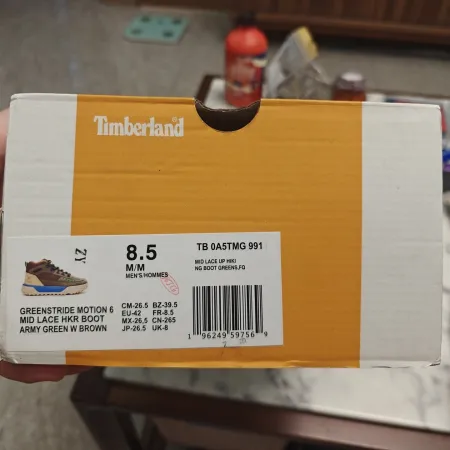 Timberland
ZY
8.5
M/M
MEN'S/HOMMES
TB 0A5TMG 991
MID LACE UP HIKI
NG BOOT GREENS,FG
GREENSTRIDE MOTION 6
MID LACE HKR BOOT
ARMY GREEN W BROWN
CM-26.5 BZ-39.5
EU-42 FR-8.5
MX-26.5 CN-265
JP-26.5 UK-8
1 96249 59756 9